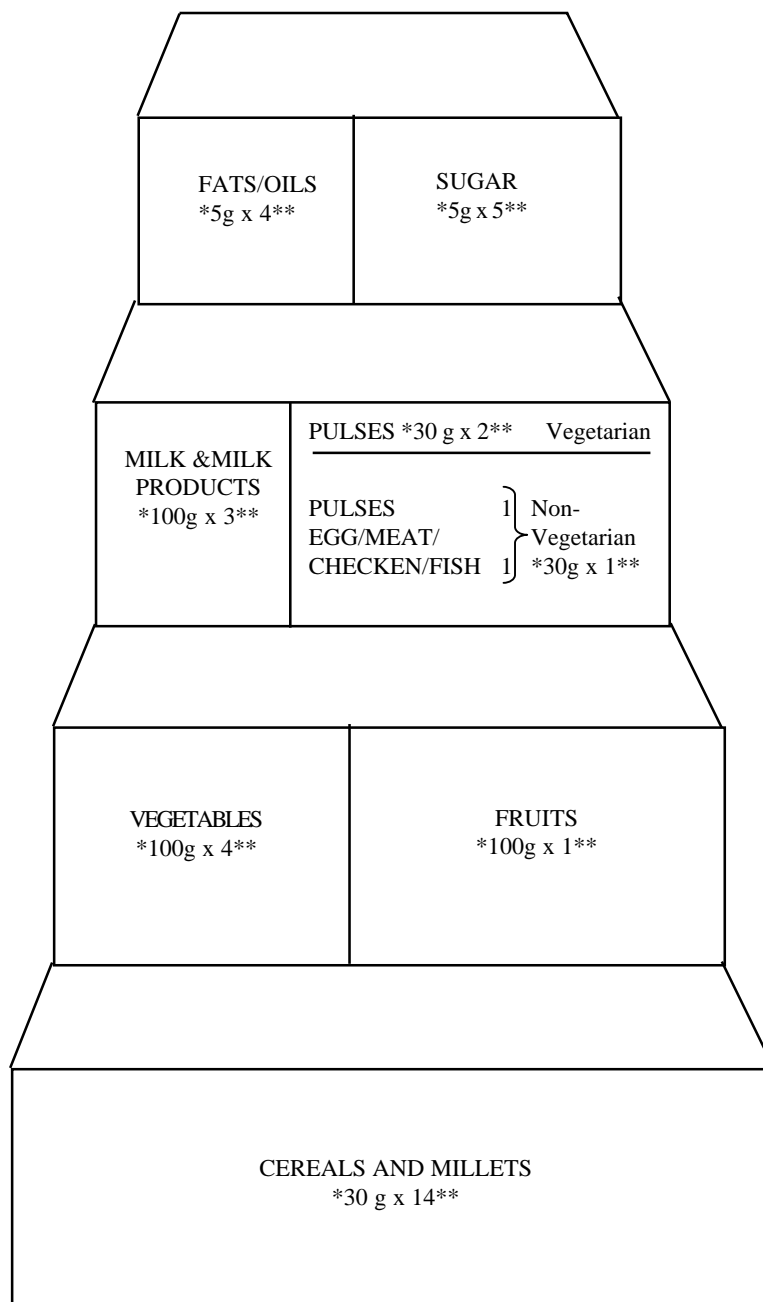 FATS/OILS
*5g x 4**
SUGAR
*5g x 5**
MILK &MILK
PRODUCTS
*100g x 3**
PULSES *30 g x 2** Vegetarian
PULSES 1 Non-
EGG/MEAT/ Vegetarian
CHECKEN/FISH 1 *30g x 1**
VEGETABLES
*100g x 4**
FRUITS
*100g x 1**
CEREALS AND MILLETS
*30 g x 14**